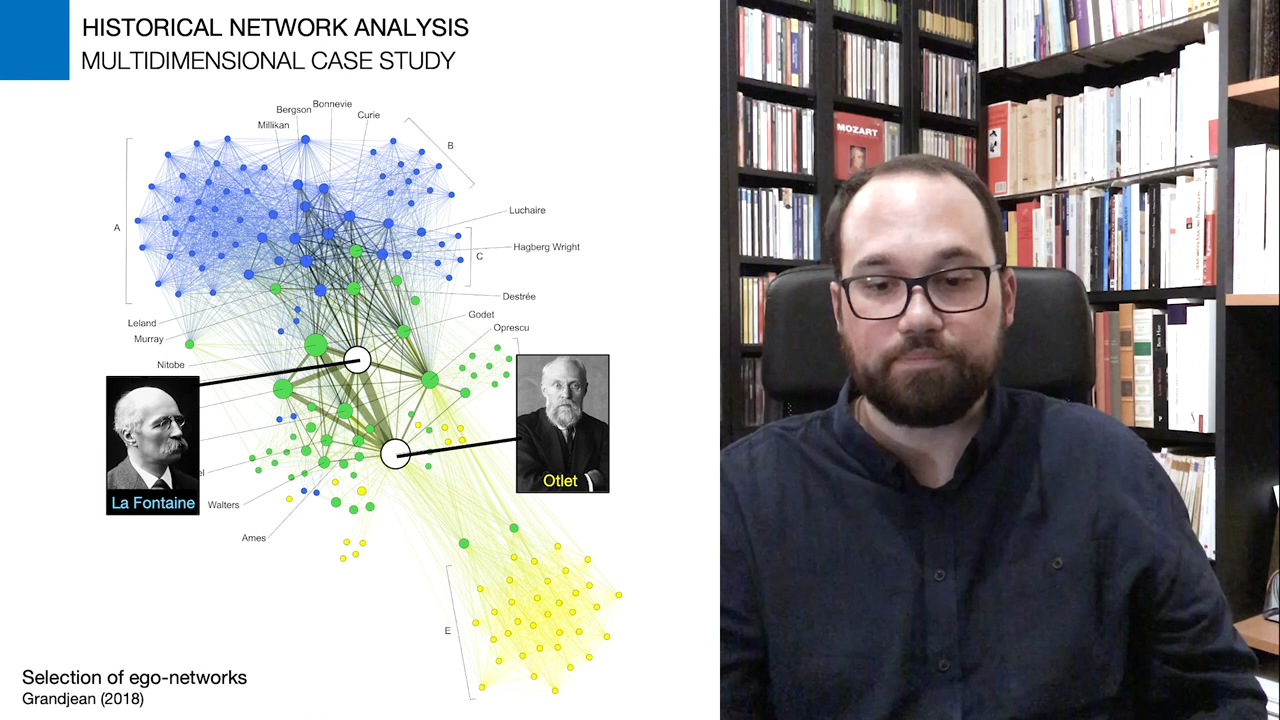 HISTORICAL NETWORK ANALYSIS
MULTIDIMENSIONAL CASE STUDY
Bonnevie
Bergson
Curie
Millikan
B
A
Luchaire
Hagberg Wright
C
Destrée
Godet
Leland
Oprescu
Murray
Nitobe
La Fontaine
Otlet
el
Walters
Ames
E
Selection of ego-networks
Grandjean (2018)
MOZART